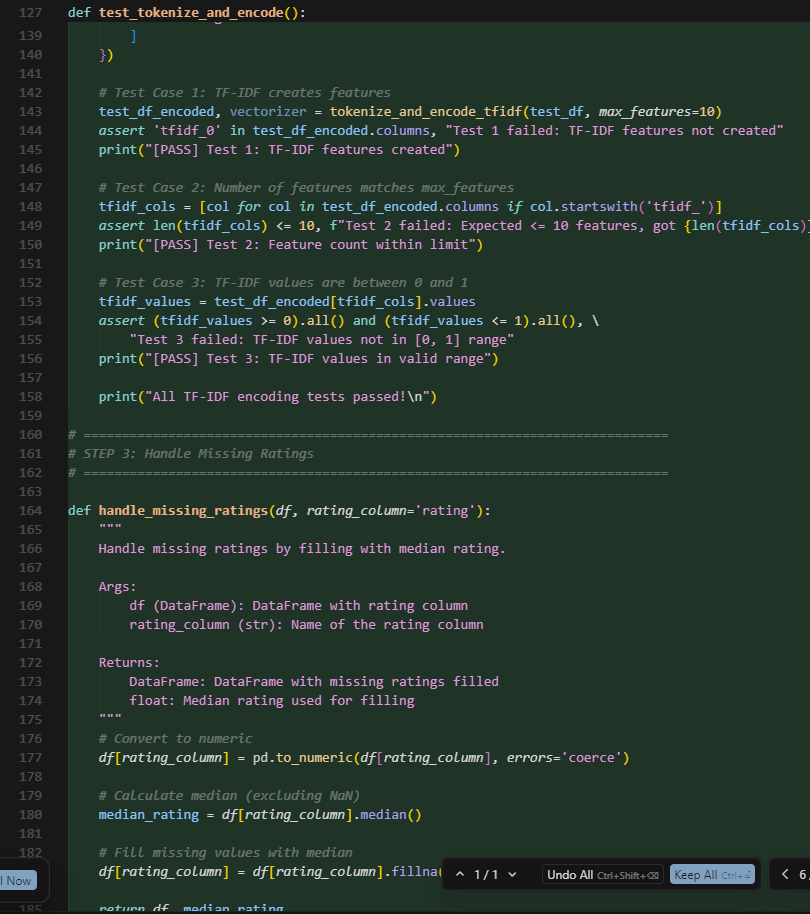 127 def test_tokenize_and_encode():
139 ]
140 })
141
142 # Test Case 1: TF-IDF creates features
143 test_df_encoded, vectorizer = tokenize_and_encode_tfidf(test_df, max_features=10)
144 assert 'tfidf_0' in test_df_encoded.columns, "Test 1 failed: TF-IDF features not created"
145 print("[PASS] Test 1: TF-IDF features created")
146
147 # Test Case 2: Number of features matches max_features
148 tfidf_cols = [col for col in test_df_encoded.columns if col.startswith('tfidf_')]
149 assert len(tfidf_cols) <= 10, f"Test 2 failed: Expected <= 10 features, got {len(tfidf_cols)}
150 print("[PASS] Test 2: Feature count within limit")
151
152 # Test Case 3: TF-IDF values are between 0 and 1
153 tfidf_values = test_df_encoded[tfidf_cols].values
154 assert (tfidf_values >= 0).all() and (tfidf_values <= 1).all(), \
155 "Test 3 failed: TF-IDF values not in [0, 1] range"
156 print("[PASS] Test 3: TF-IDF values in valid range")
157
158 print("All TF-IDF encoding tests passed!\n")
159
160 # ============================================================================
161 # STEP 3: Handle Missing Ratings
162 # ============================================================================
163
164 def handle_missing_ratings(df, rating_column='rating'):
165 """
166 Handle missing ratings by filling with median rating.
167
168 Args:
169 df (DataFrame): DataFrame with rating column
170 rating_column (str): Name of the rating column
171
172 Returns:
173 DataFrame: DataFrame with missing ratings filled
174 float: Median rating used for filling
175 """
176 # Convert to numeric
177 df[rating_column] = pd.to_numeric(df[rating_column], errors='coerce')
178
179 # Calculate median (excluding NaN)
180 median_rating = df[rating_column].median()
181
182 # Fill missing values with median
df[rating_column] = df[rating_column].fillna(
185 return df, median_rating
l Now
1 / 1
Undo All Ctrl+Shift+⌫
Keep All Ctrl+⏎
6/